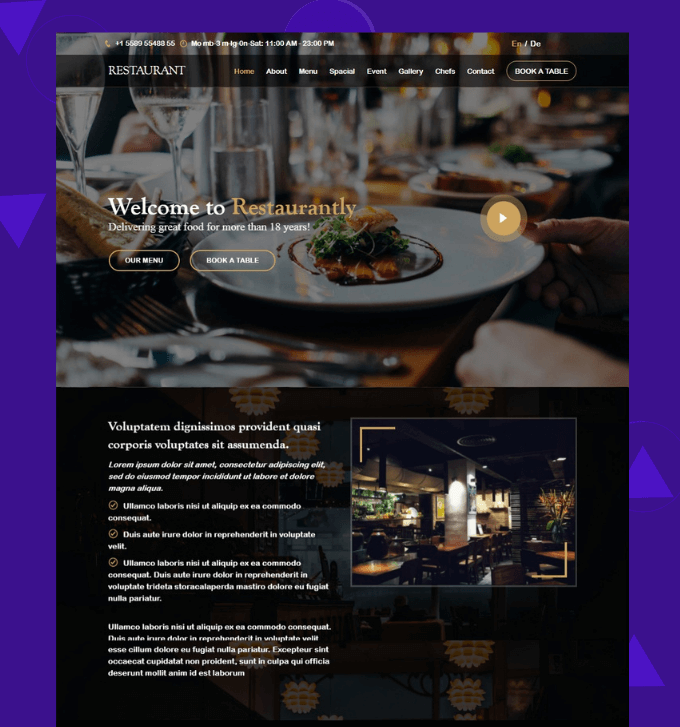 +1 5589 55488 55 Mo mb-3 m-lg-0n-Sat: 11:00 AM - 23:00 PM
En / De
RESTAURANT Home About Menu Spacial Event Gallery Chefs Contact BOOK A TABLE
Welcome to Restaurantly
Delivering great food for more than 18 years!
OUR MENU BOOK A TABLE
Voluptatem dignissimos provident quasi
corporis voluptates sit assumenda.
Lorem ipsum dolor sit amet, consectetur adipiscing elit,
sed do eiusmod tempor incididunt ut labore et dolore
magna aliqua.
Ullamco laboris nisi ut aliquip ex ea commodo
consequat.
Duis aute irure dolor in reprehenderit in voluptate
velit.
Ullamco laboris nisi ut aliquip ex ea commodo
consequat. Duis aute irure dolor in reprehenderit in
voluptate trideta storacalaperda mastiro dolore eu fugiat
nulla pariatur.
Ullamco laboris nisi ut aliquip ex ea commodo consequat.
Duis aute irure dolor in reprehenderit in voluptate velit
esse cillum dolore eu fugiat nulla pariatur. Excepteur sint
occaecat cupidatat non proident, sunt in culpa qui officia
deserunt mollit anim id est laborum